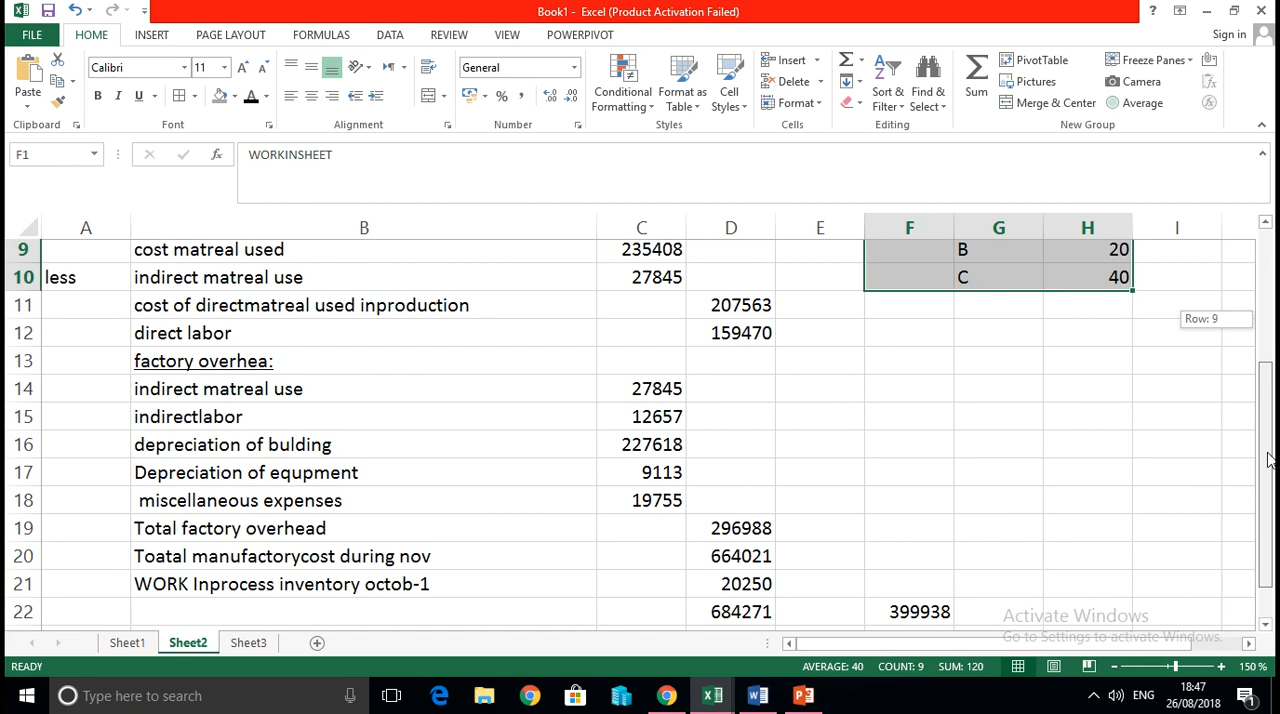 Book1 - Excel (Product Activation Failed)
FILE HOME INSERT PAGE LAYOUT FORMULAS DATA REVIEW VIEW POWERPIVOT Sign in
Calibri 11 General
Paste B I U Conditional Formatting Format as Table Cell Styles Insert Delete Format Sort & Filter Find & Select Sum PivotTable Pictures Merge & Center Freeze Panes Camera Average
Clipboard Font Alignment Number Styles Cells Editing New Group
F1 fx WORKINSHEET
A B C D E F G H I
9 cost matreal used 235408 B 20
10 less indirect matreal use 27845 C 40
11 cost of directmatreal used inproduction 207563
Row: 9
12 direct labor 159470
13 factory overhea:
14 indirect matreal use 27845
15 indirectlabor 12657
16 depreciation of bulding 227618
17 Depreciation of equpment 9113
18 miscellaneous expenses 19755
19 Total factory overhead 296988
20 Toatal manufactorycost during nov 664021
21 WORK Inprocess inventory octob-1 20250
22 684271 399938
Activate Windows
Go to Settings to activate Windows.
Sheet1 Sheet2 Sheet3
READY AVERAGE: 40 COUNT: 9 SUM: 120 150 %
Type here to search ENG 18:47
26/08/2018